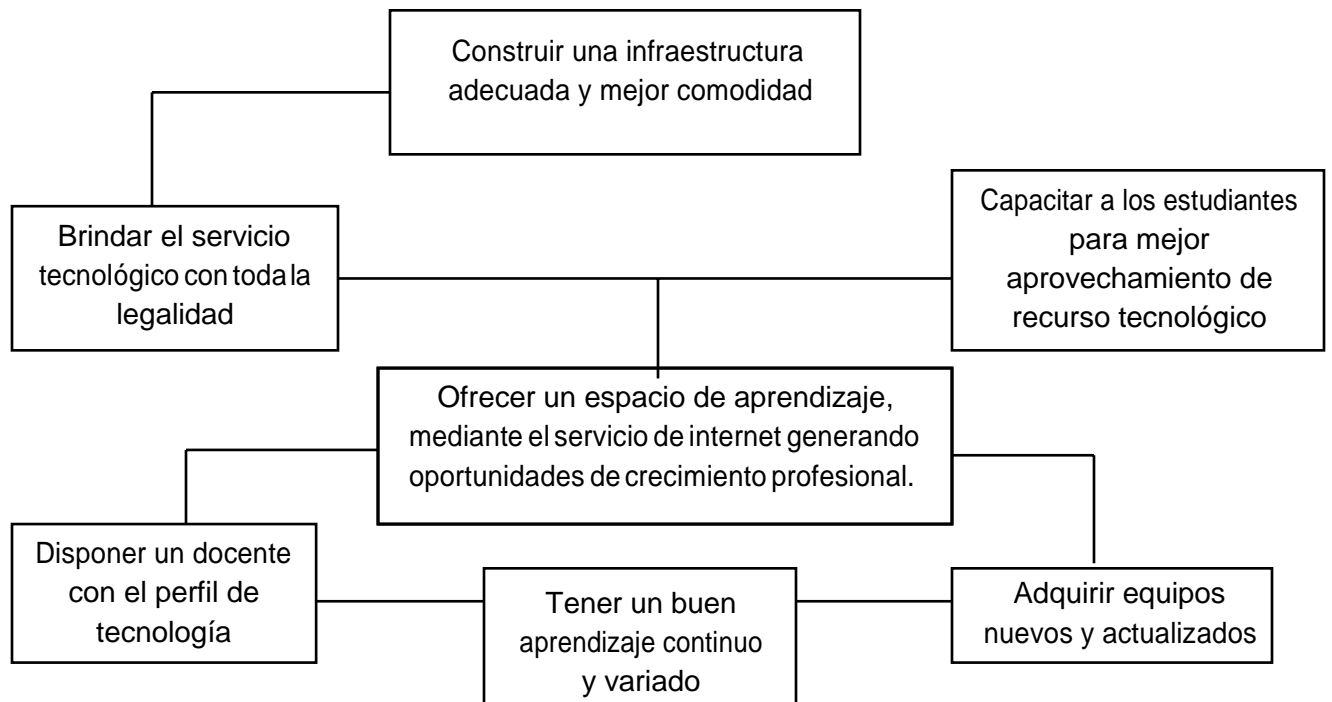 Construir una infraestructura
adecuada y mejor comodidad
Capacitar a los estudiantes
para mejor
aprovechamiento de
recurso tecnológico
Brindar el servicio
tecnológico con toda la
legalidad
Ofrecer un espacio de aprendizaje,
mediante el servicio de internet generando
oportunidades de crecimiento profesional.
Disponer un docente
con el perfil de
tecnología
Tener un buen
aprendizaje continuo
y variado
Adquirir equipos
nuevos y actualizados